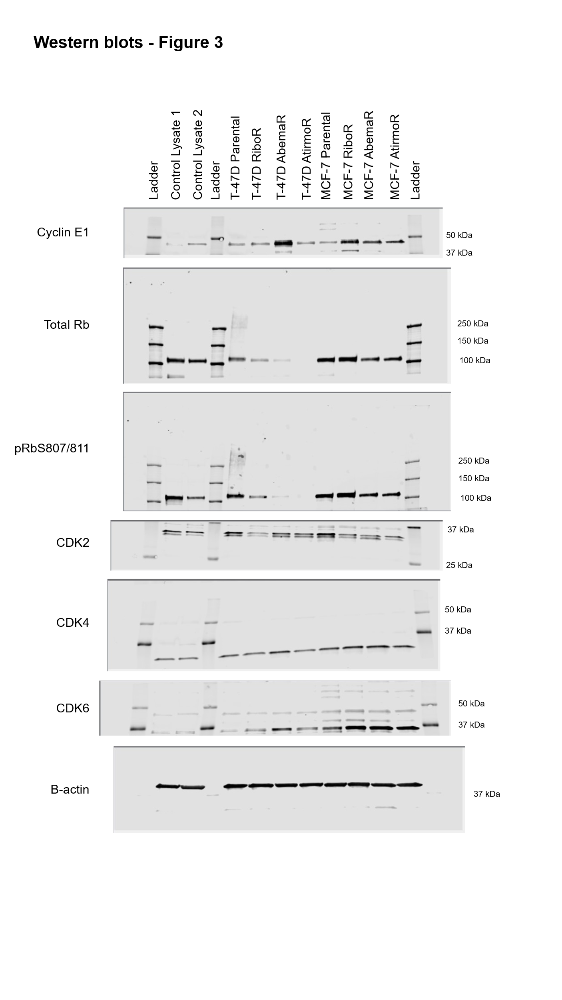 Western blots - Figure 3
Ladder
Control Lysate 1
Control Lysate 2
Ladder
T-47D Parental
T-47D RiboR
T-47D AbemaR
T-47D AtirmoR
MCF-7 Parental
MCF-7 RiboR
MCF-7 AbemaR
MCF-7 AtirmoR
Ladder
Cyclin E1
50 kDa
37 kDa
Total Rb
250 kDa
150 kDa
100 kDa
pRbS807/811
250 kDa
150 kDa
100 kDa
CDK2
37 kDa
25 kDa
CDK4
50 kDa
37 kDa
CDK6
50 kDa
37 kDa
B-actin
37 kDa